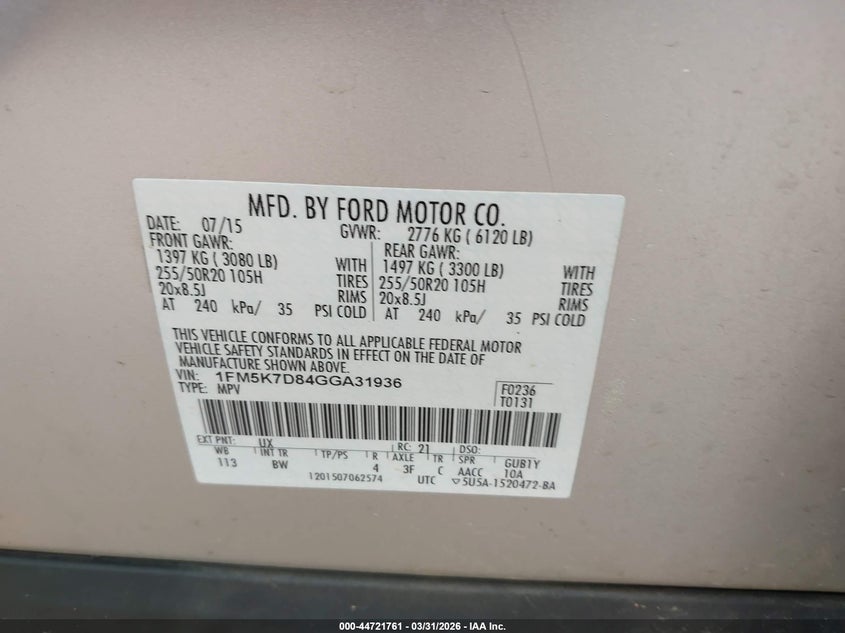 MFD. BY FORD MOTOR CO.
DATE: 07/15 GVWR: 2776 KG ( 6120 LB)
FRONT GAWR: REAR GAWR:
1397 KG ( 3080 LB) WITH 1497 KG ( 3300 LB) WITH
255/50R20 105H TIRES 255/50R20 105H TIRES
20x8.5J RIMS 20x8.5J RIMS
AT 240 kPa/ 35 PSI COLD AT 240 kPa/ 35 PSI COLD
THIS VEHICLE CONFORMS TO ALL APPLICABLE FEDERAL MOTOR
VEHICLE SAFETY STANDARDS IN EFFECT ON THE DATE OF
MANUFACTURE SHOWN ABOVE.
VIN: 1FM5K7D84GGA31936
TYPE: MPV
F0236
T0131
EXT PNT: UX RC: 21 DSO:
WB INT TR TP/PS R AXLE TR SPR GUB1Y
113 BW 4 3F C AACC 10A
1201507062574 UTC ▽5U5A-1520472-BA
000-44721761 - 03/31/2026 - IAA Inc.